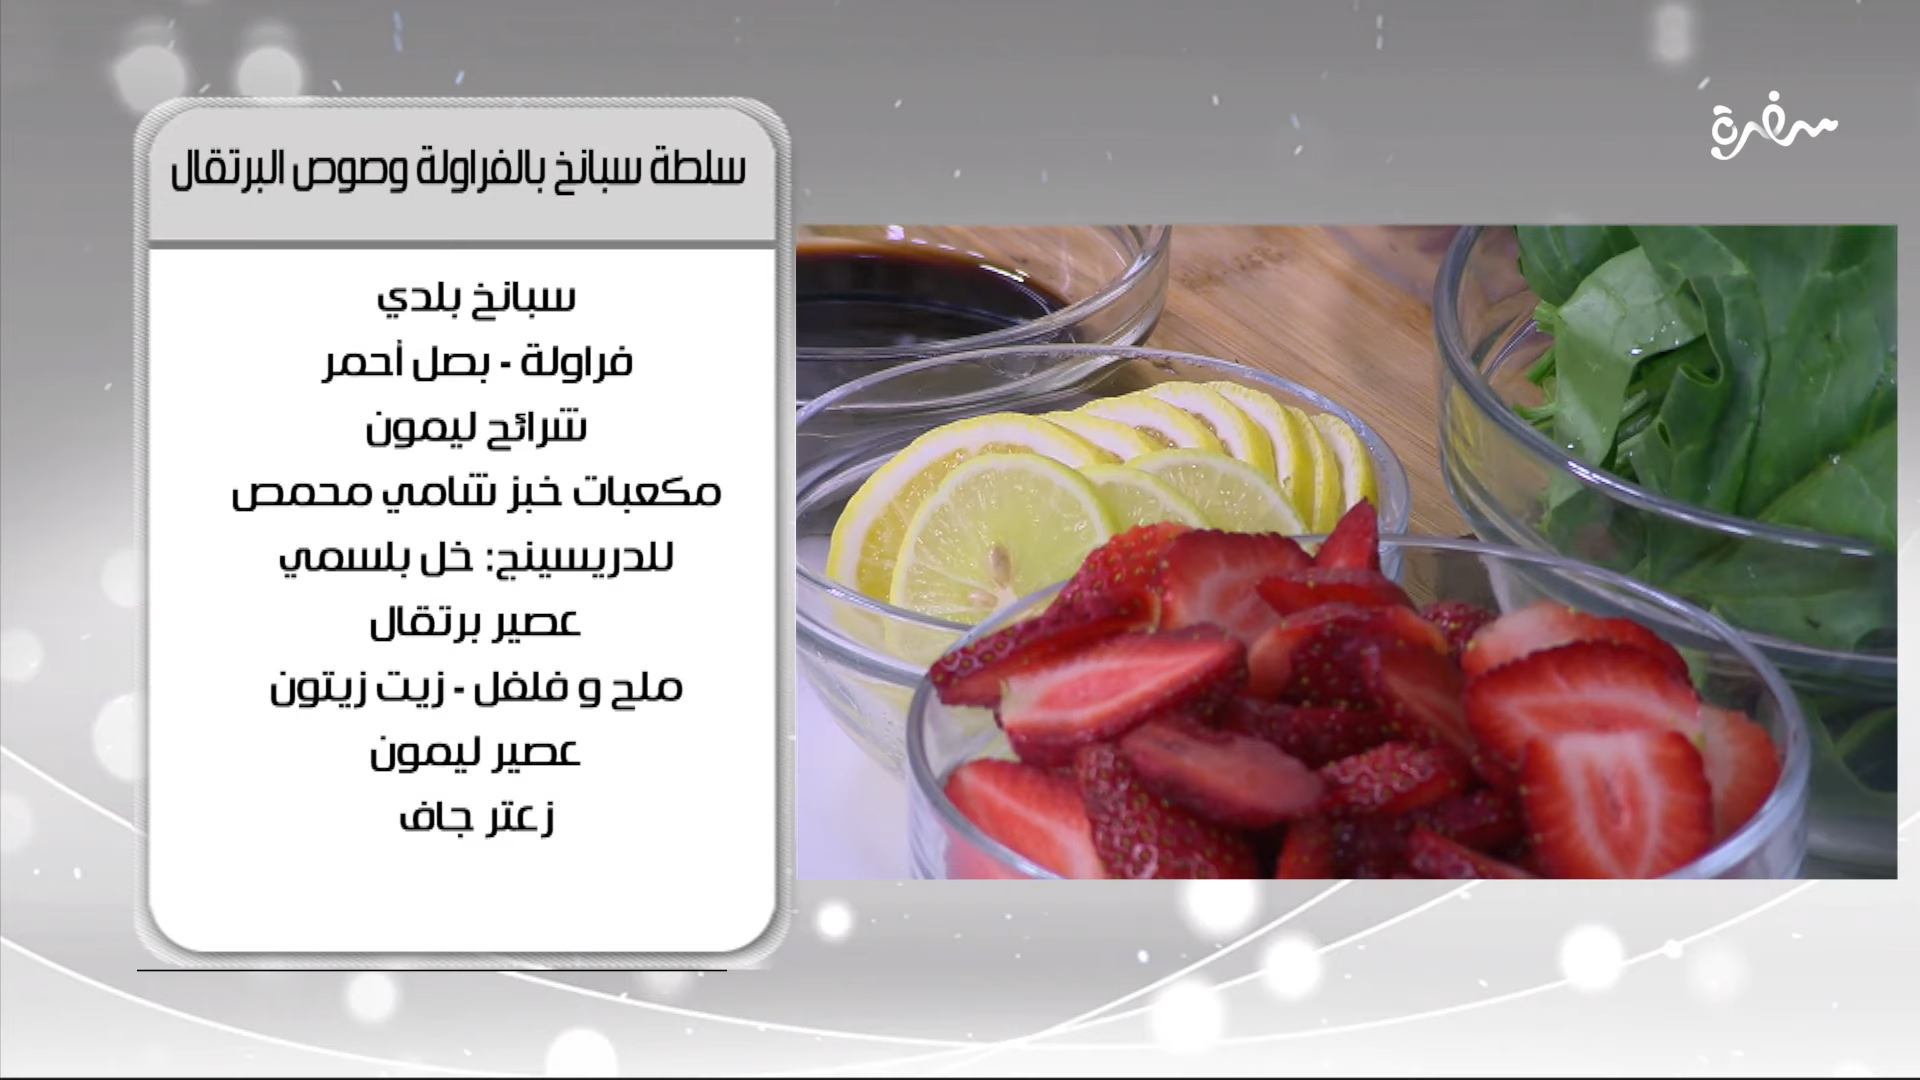 سفرة
سلطة سبانخ بالفراولة وصوص البرتقال
سبانخ بلدي
فراولة - بصل أحمر
شرائح ليمون
مكعبات خبز شامي محمص
للدريسينج: خل بلسمي
عصير برتقال
ملح و فلفل - زيت زيتون
عصير ليمون
زعتر جاف